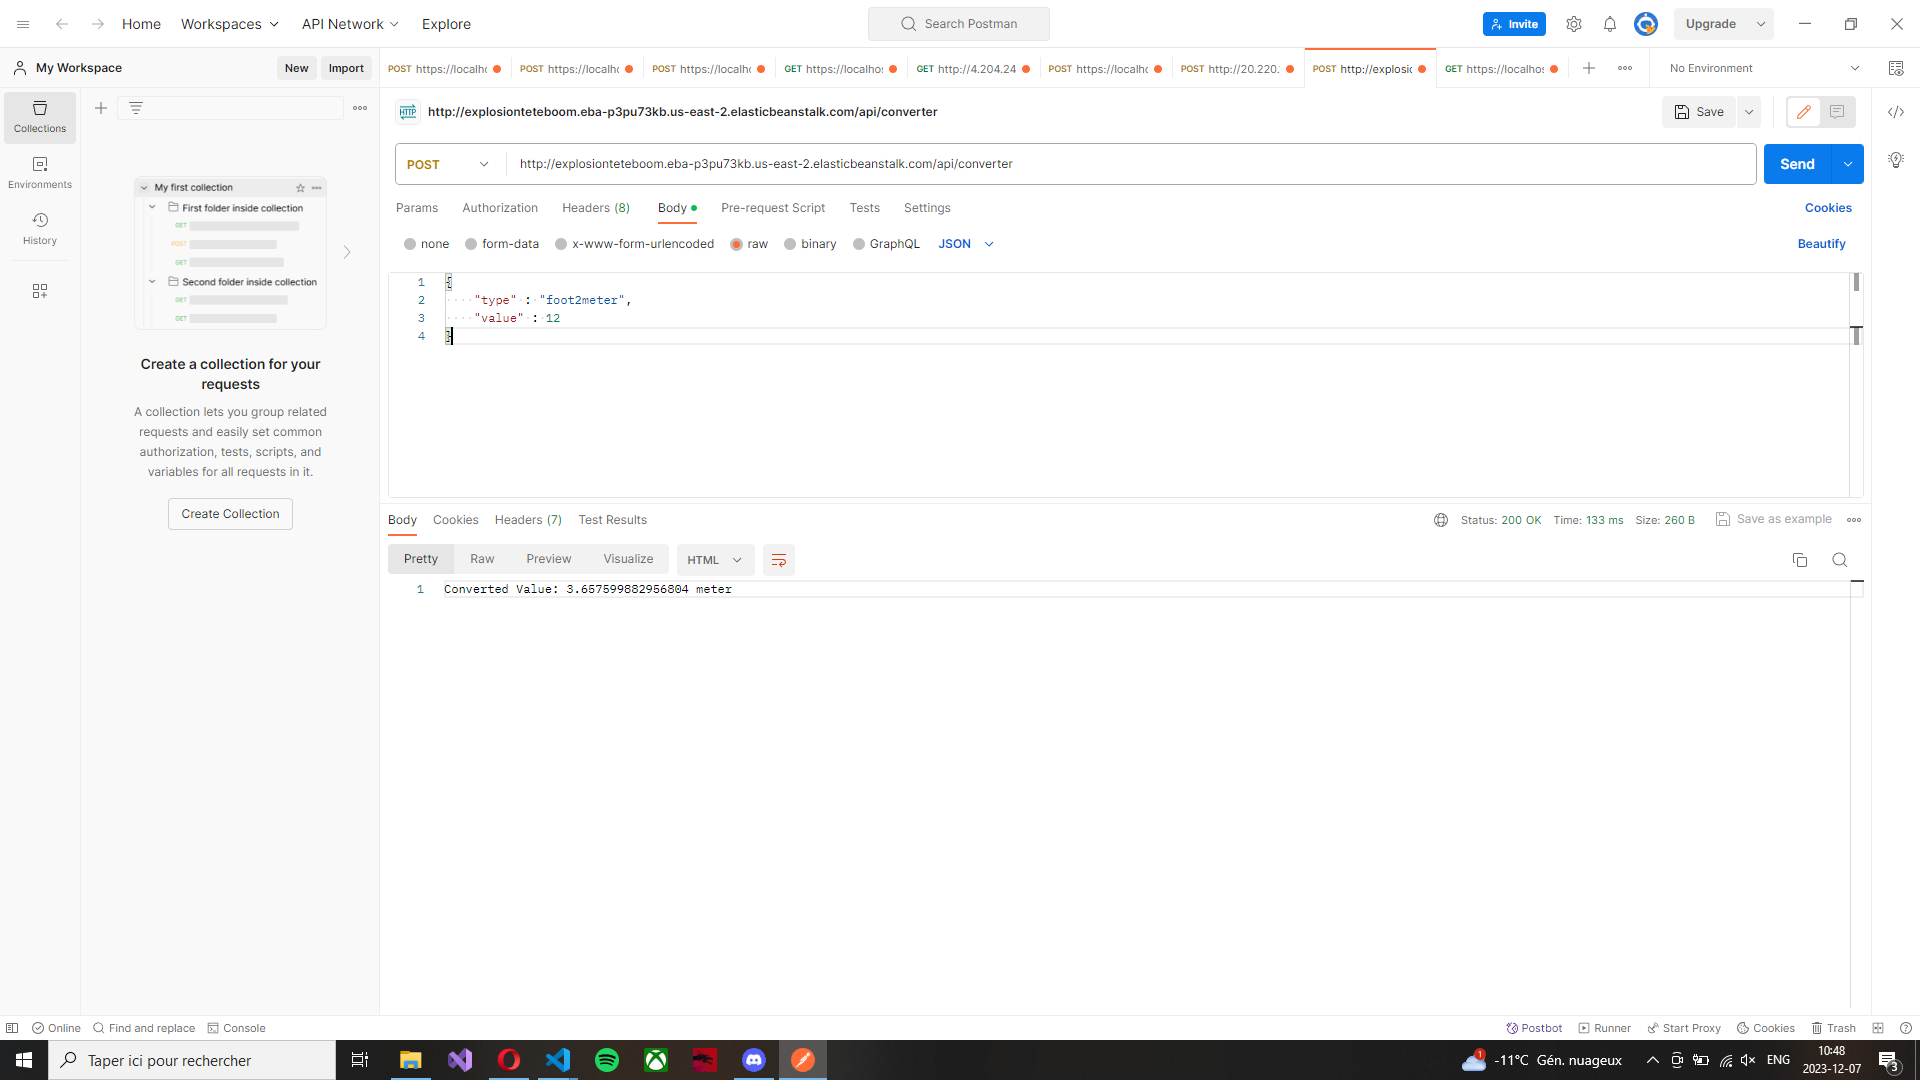 Home Workspaces API Network Explore Search Postman Invite Upgrade
My Workspace New Import
POST https://localh POST https://localh POST https://localh GET https://localhos GET http://4.204.24 POST https://localh POST http://20.220. POST http://explosic GET https://localhos No Environment
Collections
Environments
History
My first collection
First folder inside collection
GET
POST
GET
Second folder inside collection
GET
GET
Create a collection for your
requests
A collection lets you group related
requests and easily set common
authorization, tests, scripts, and
variables for all requests in it.
Create Collection
HTTP http://explosionteteboom.eba-p3pu73kb.us-east-2.elasticbeanstalk.com/api/converter Save
POST http://explosionteteboom.eba-p3pu73kb.us-east-2.elasticbeanstalk.com/api/converter Send
Params Authorization Headers (8) Body Pre-request Script Tests Settings Cookies
none form-data x-www-form-urlencoded raw binary GraphQL JSON Beautify
1 {
2 "type" : "foot2meter",
3 "value" : 12
4 }
Body Cookies Headers (7) Test Results Status: 200 OK Time: 133 ms Size: 260 B Save as example
Pretty Raw Preview Visualize HTML
1 Converted Value: 3.657599882956804 meter
Online Find and replace Console Postbot Runner Start Proxy Cookies Trash
Taper ici pour rechercher 1 -11°C Gén. nuageux ENG 10:48
2023-12-07 3